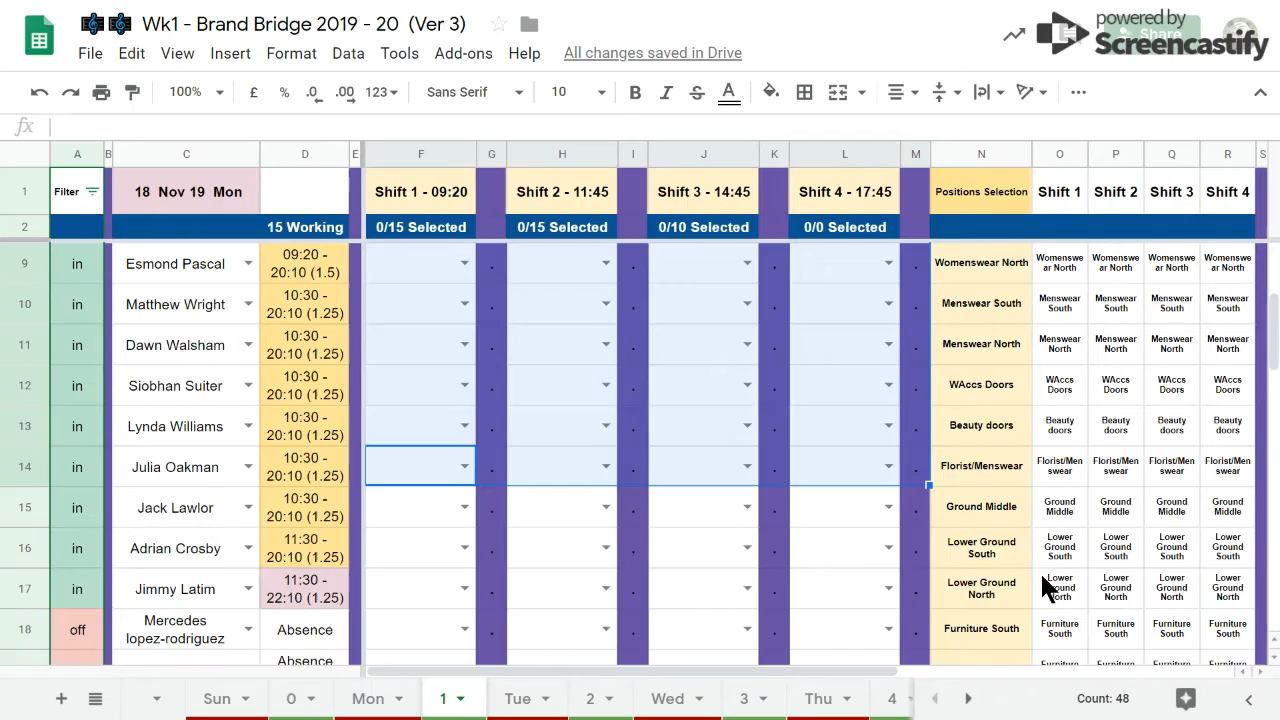 Wk1 - Brand Bridge 2019 - 20 (Ver 3)
powered by
Screencastify
Share
File Edit View Insert Format Data Tools Add-ons Help All changes saved in Drive
100% £ % .0 .00 123 Sans Serif 10 B I S A
fx
A B C D E F G H I J K L M N O P Q R S
1 Filter 18 Nov 19 Mon Shift 1 - 09:20 Shift 2 - 11:45 Shift 3 - 14:45 Shift 4 - 17:45 Positions Selection Shift 1 Shift 2 Shift 3 Shift 4
2 15 Working 0/15 Selected 0/15 Selected 0/10 Selected 0/0 Selected
9 in Esmond Pascal 09:20 - 20:10 (1.5) . . . . Womenswear North Womenswear North Womenswear North Womenswear North Womenswear North
10 in Matthew Wright 10:30 - 20:10 (1.25) . . . . Menswear South Menswear South Menswear South Menswear South Menswear South
11 in Dawn Walsham 10:30 - 20:10 (1.25) . . . . Menswear North Menswear North Menswear North Menswear North Menswear North
12 in Siobhan Suiter 10:30 - 20:10 (1.25) . . . . WAccs Doors WAccs Doors WAccs Doors WAccs Doors WAccs Doors
13 in Lynda Williams 10:30 - 20:10 (1.25) . . . . Beauty doors Beauty doors Beauty doors Beauty doors Beauty doors
14 in Julia Oakman 10:30 - 20:10 (1.25) . . . . Florist/Menswear Florist/Menswear Florist/Menswear Florist/Menswear Florist/Menswear
15 in Jack Lawlor 10:30 - 20:10 (1.25) . . . . Ground Middle Ground Middle Ground Middle Ground Middle Ground Middle
16 in Adrian Crosby 11:30 - 20:10 (1.25) . . . . Lower Ground South Lower Ground South Lower Ground South Lower Ground South Lower Ground South
17 in Jimmy Latim 11:30 - 22:10 (1.25) . . . . Lower Ground North Lower Ground North Lower Ground North Lower Ground North Lower Ground North
18 off Mercedes lopez-rodriguez Absence . . . . Furniture South Furniture South Furniture South Furniture South Furniture South
Absence
+ Sun 0 Mon 1 Tue 2 Wed 3 Thu 4 Count: 48